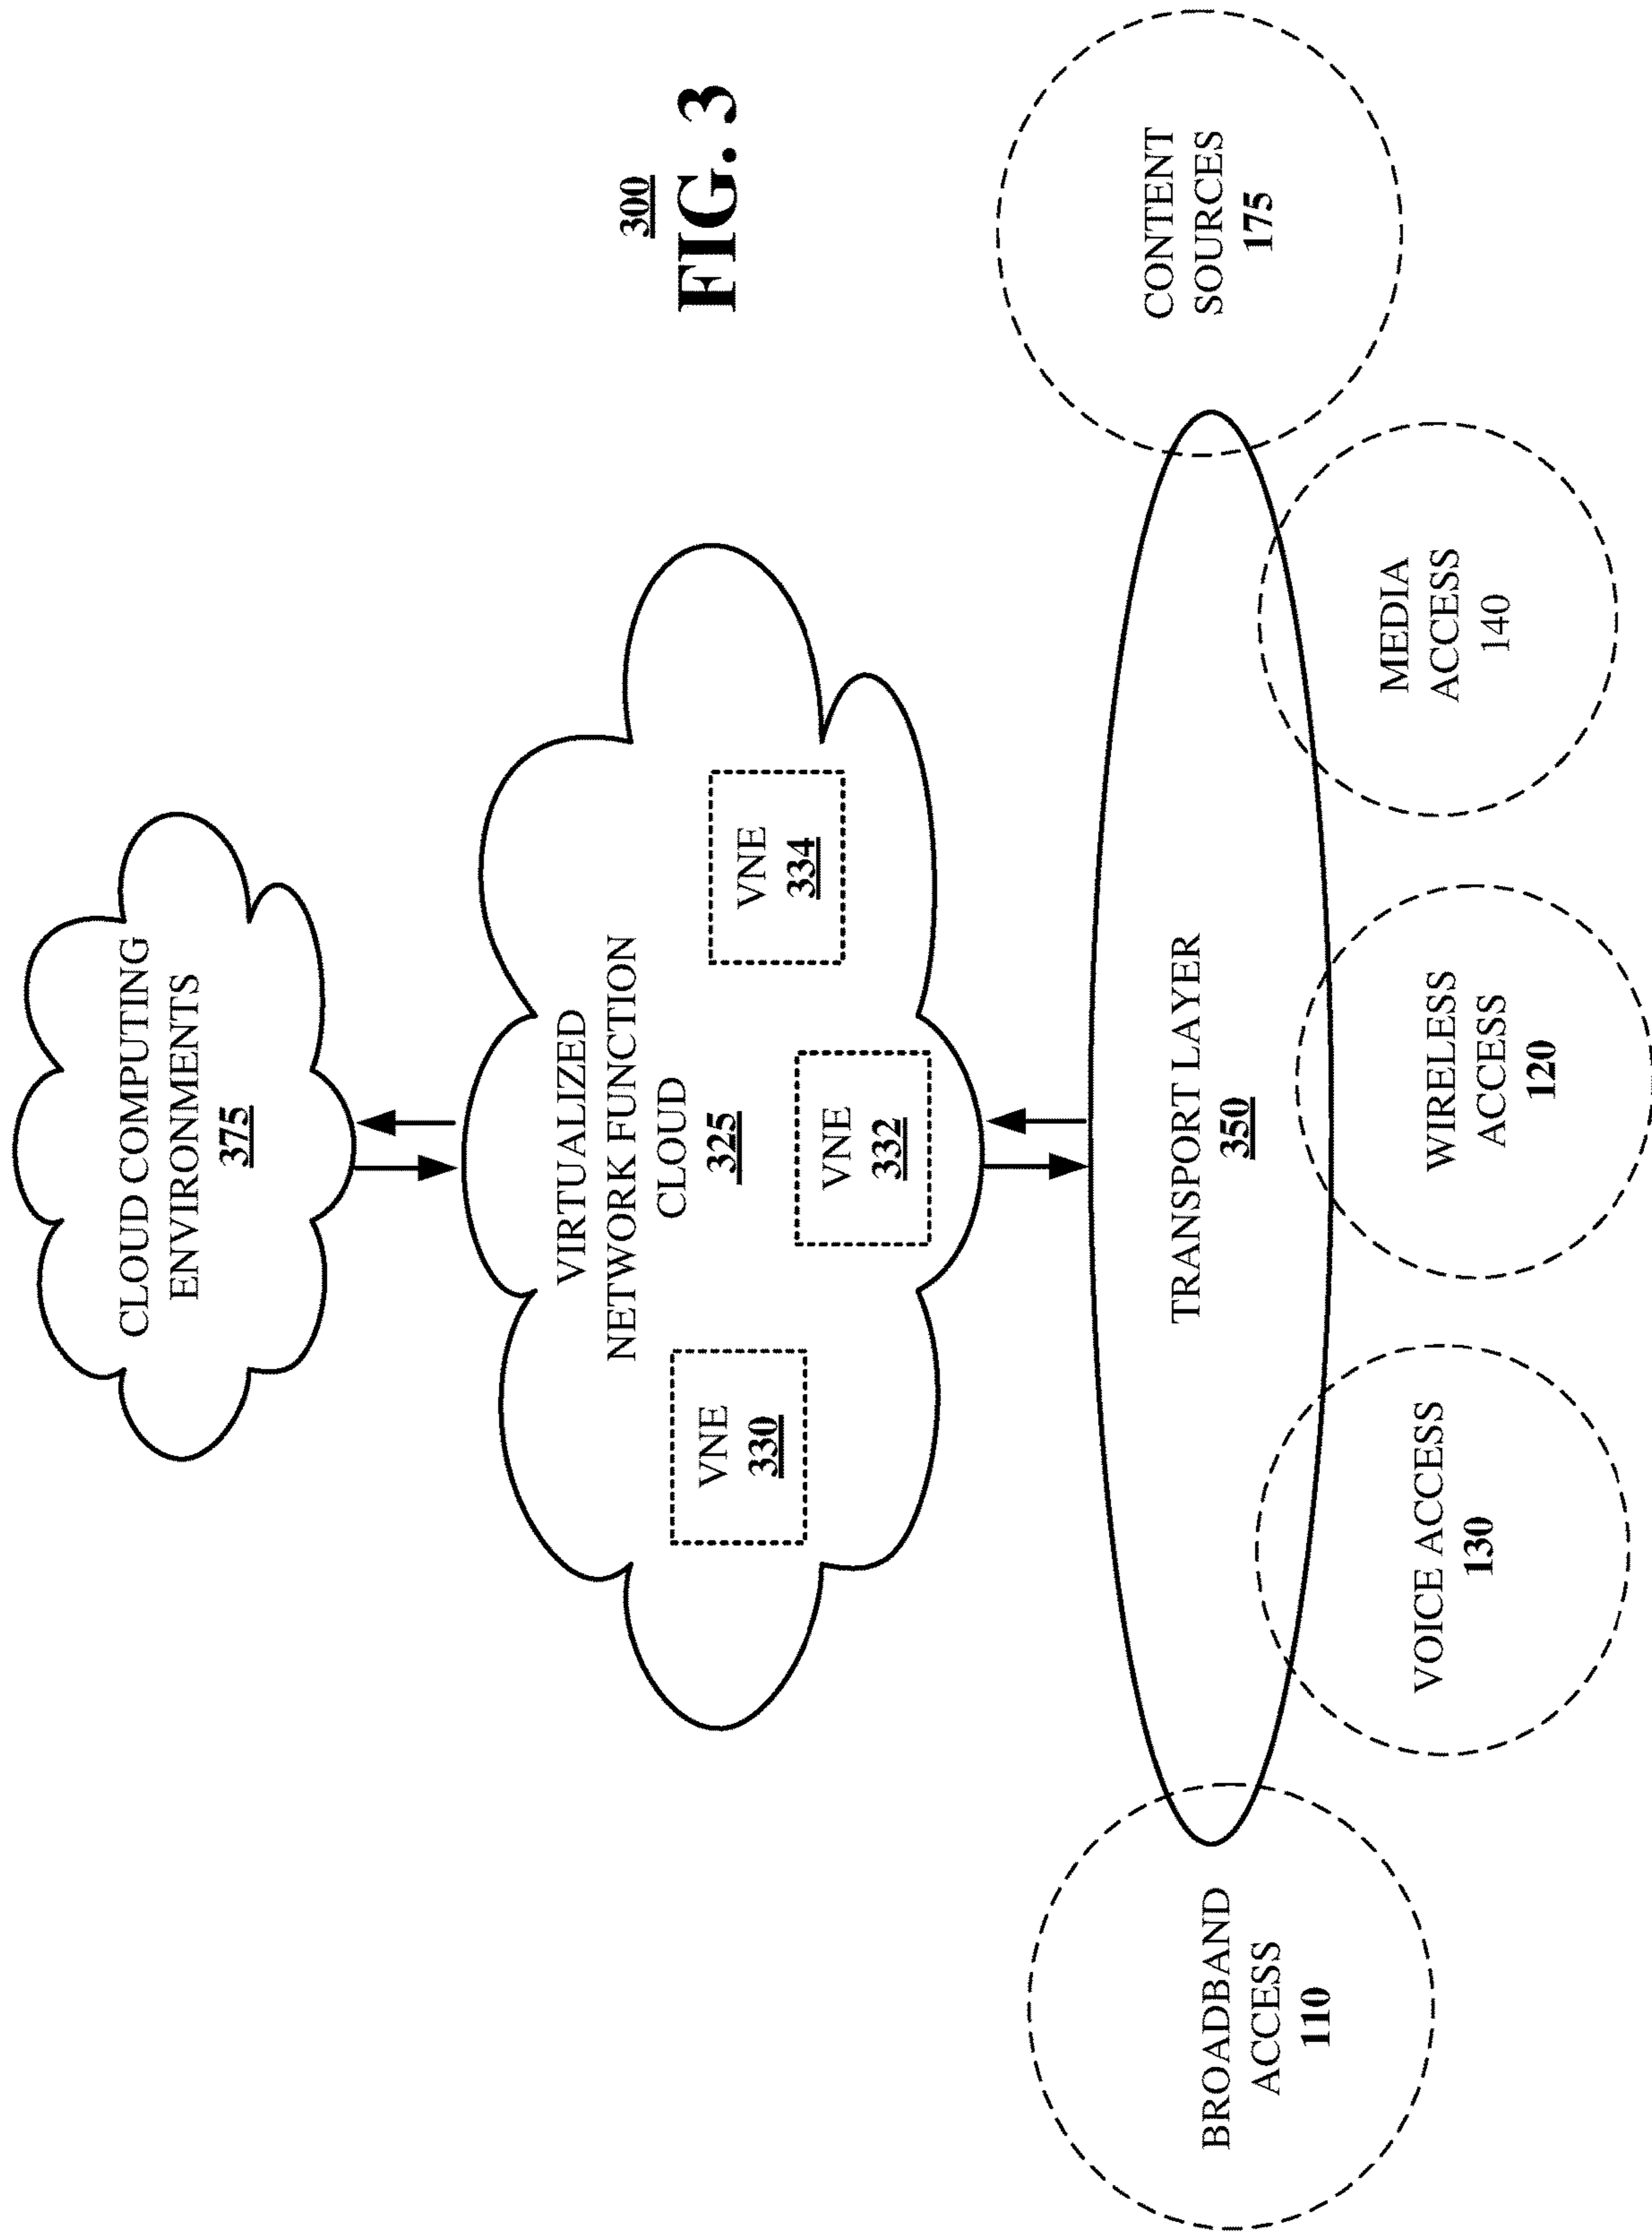 CLOUD COMPUTING
ENVIRONMENTS
375
VIRTUALIZED
NETWORK FUNCTION
CLOUD
325
VNE
330
VNE
332
VNE
334
300
FIG. 3
TRANSPORT LAYER
350
BROADBAND
ACCESS
110
VOICE ACCESS
130
WIRELESS
ACCESS
120
MEDIA
ACCESS
140
CONTENT
SOURCES
175